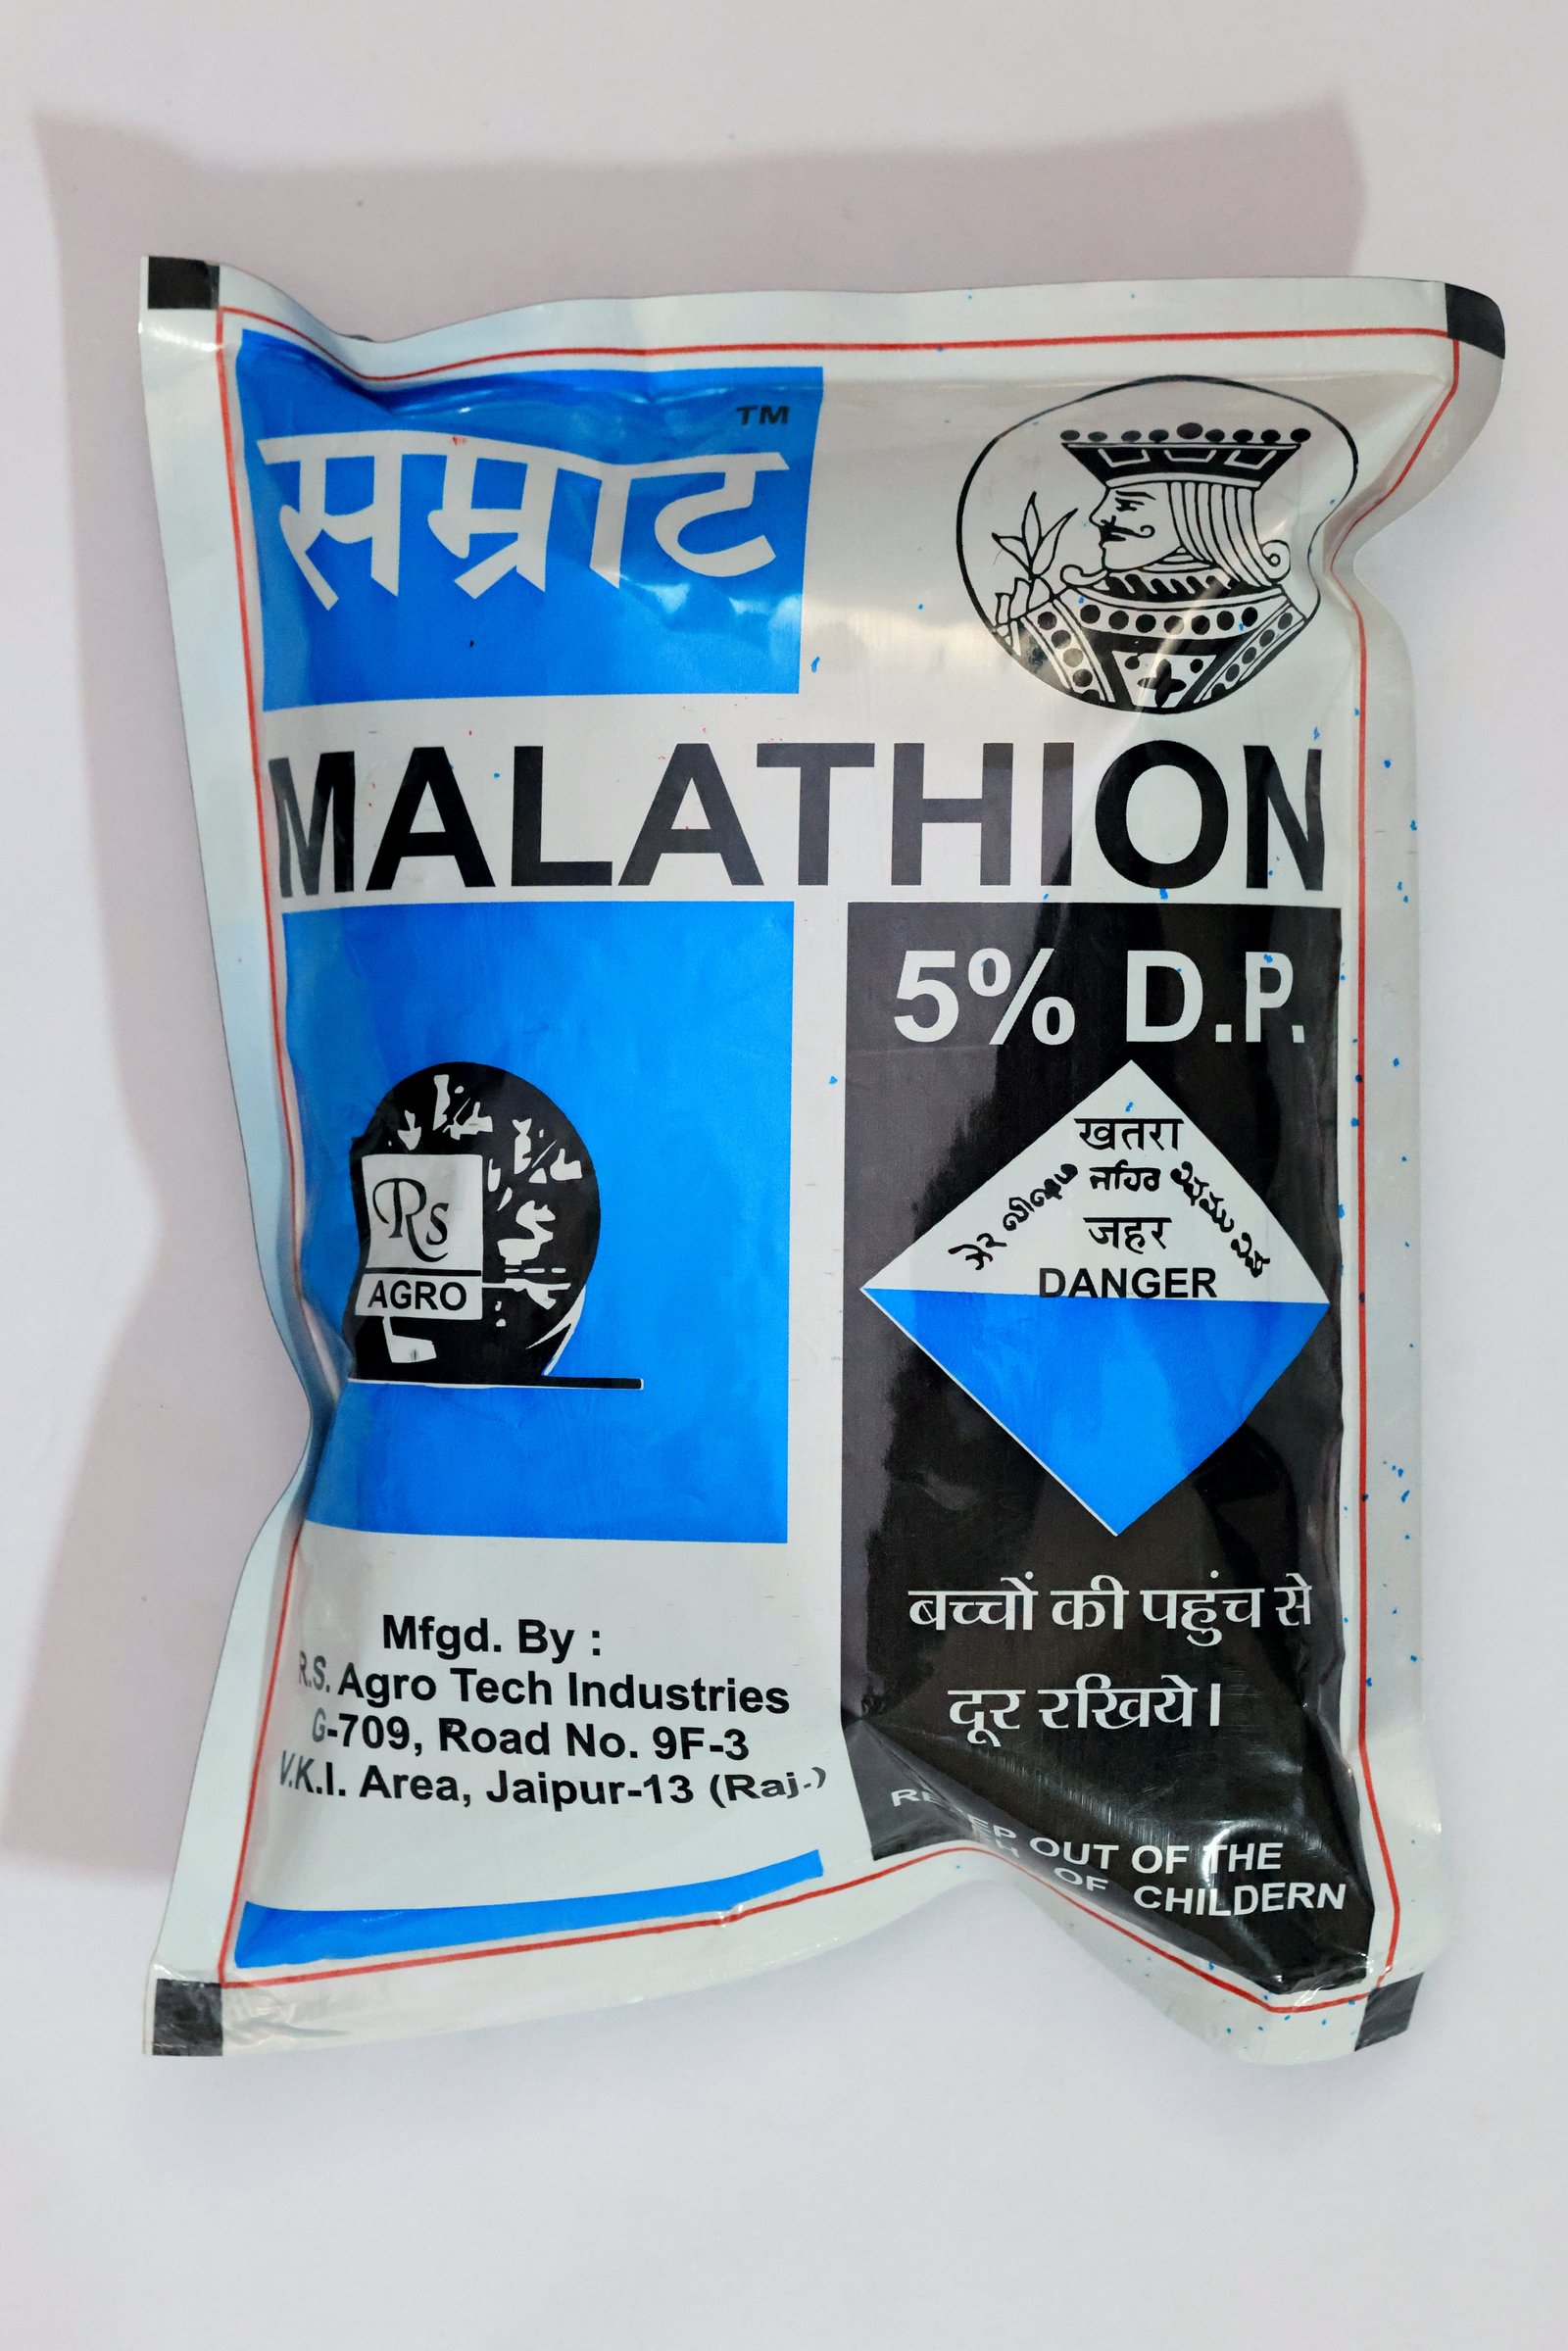 सम्राट TM
MALATHION
5% D.P.
खतरा
जहर
DANGER
Rs
AGRO
बच्चों की पहुंच से
दूर रखिये।
Mfgd. By :
R.S. Agro Tech Industries
G-709, Road No. 9F-3
V.K.I. Area, Jaipur-13 (Raj.)
OUT OF THE
OF CHILDERN